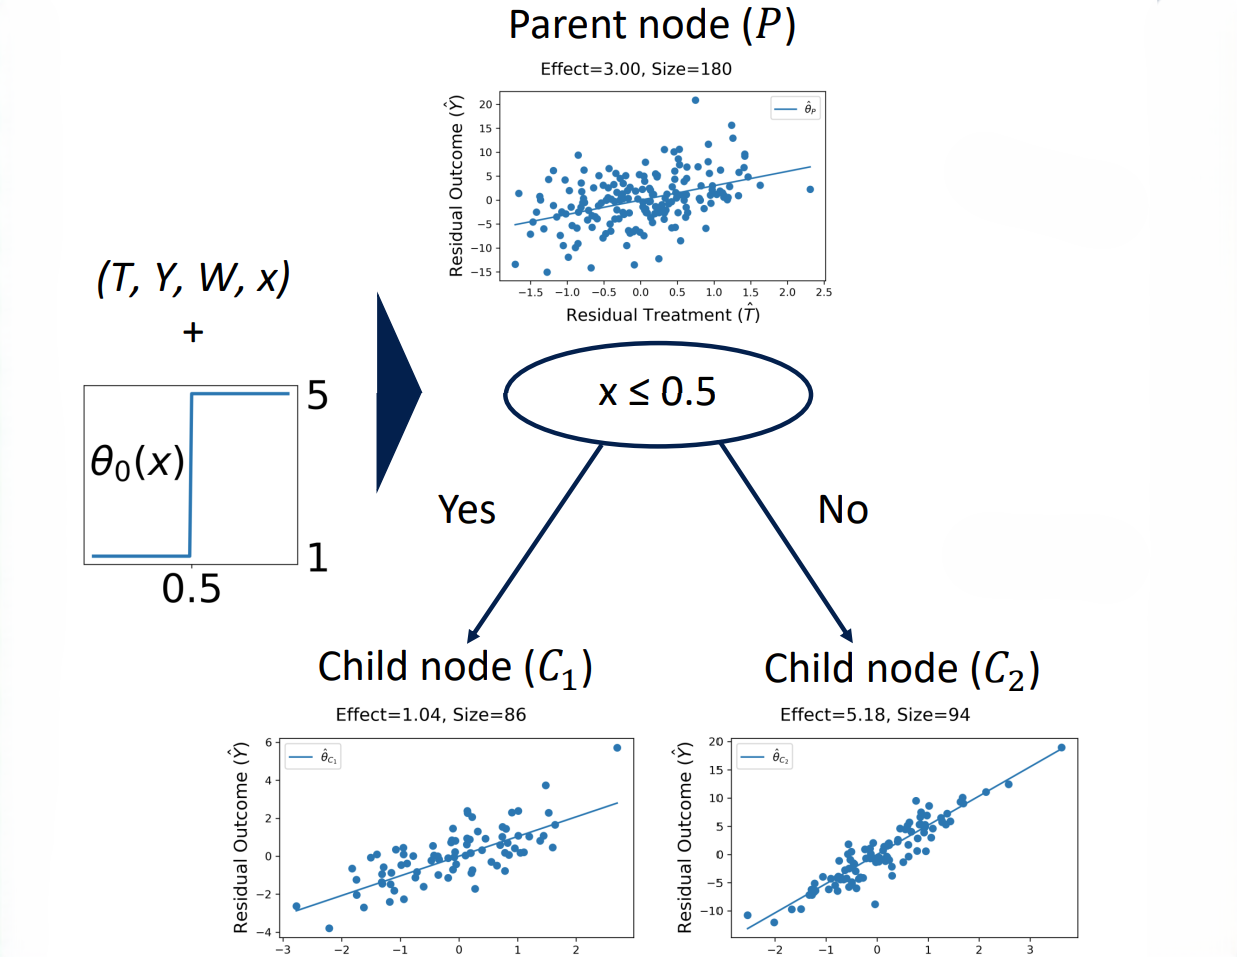 Parent node (P)
Effect=3.00, Size=180
Residual Outcome (Ŷ)
20
15
10
5
0
−5
−10
−15
θ̂_P
−1.5 −1.0 −0.5 0.0 0.5 1.0 1.5 2.0 2.5
Residual Treatment (T̂)
(T, Y, W, x)
+
θ₀(x)
5
1
0.5
x ≤ 0.5
Yes
No
Child node (C₁)
Effect=1.04, Size=86
Residual Outcome (Ŷ)
6
4
2
0
−2
−4
θ̂_C₁
−3 −2 −1 0 1 2
Child node (C₂)
Effect=5.18, Size=94
Residual Outcome (Ŷ)
20
15
10
5
0
−5
−10
θ̂_C₂
−2 −1 0 1 2 3